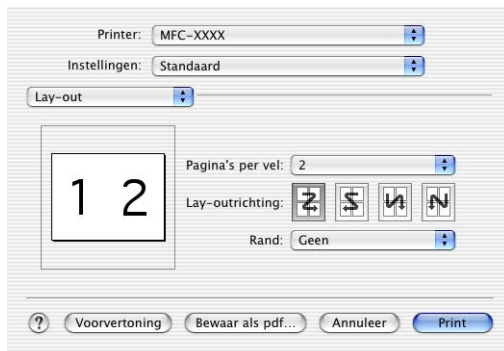 Printer: MFC-XXXX
Instellingen: Standaard
Lay-out
1 2
Pagina's per vel: 2
Lay-outrichting:
Rand: Geen
? Voorvertoning Bewaar als pdf... Annuleer Print